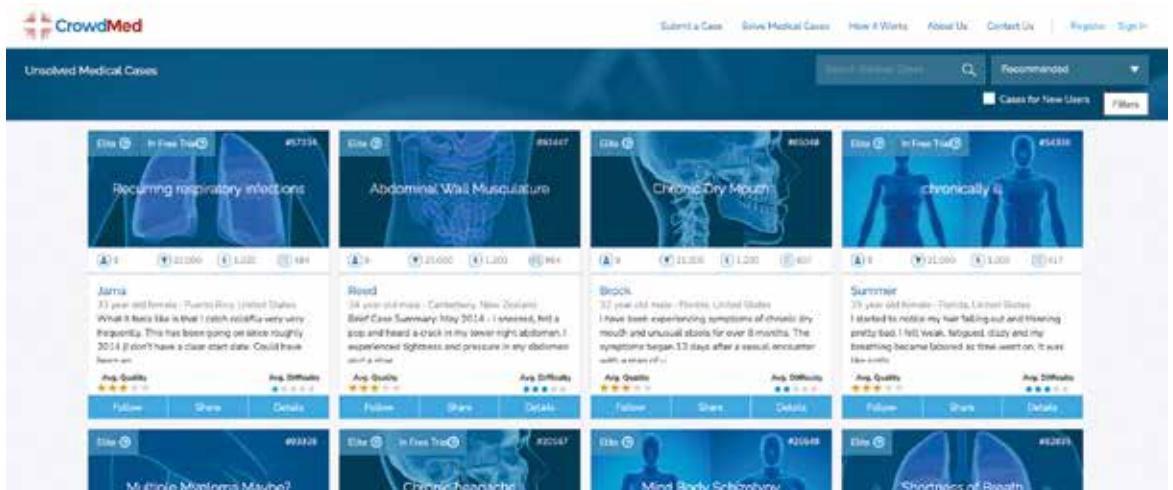 CrowdMed
Submit a Case Solve Medical Cases How it Works About Us Contact Us Register Sign In
Unsolved Medical Cases
Recommended
Cases for New Users Filters
Elite In Free Trial
Recurring respiratory infections
Elite
Abdominal Wall Musculature
Elite
Chronic Dry Mouth
Elite In Free Trial
chronically
Jama
33 year old female - Puerto Rico, United States
What it feels like is that I catch colds/flu very very
frequently. This has been going on since roughly
2014 (I don't have a clear start date. Could have
Avg. Quality Avg. Difficulty
Follow Share Details
Reed
34 year old male - Canterbury, New Zealand
Brief Case Summary: May 2014 - I sneezed, felt a
pop and heard a crack in my lower right abdomen. I
experienced tightness and pressure in my abdomen
Avg. Quality Avg. Difficulty
Follow Share Details
Brock
32 year old male - Florida, United States
I have been experiencing symptoms of chronic dry
mouth and unusual stools for over 8 months. The
symptoms began 13 days after a sexual encounter
Avg. Quality Avg. Difficulty
Follow Share Details
Summer
year old female - Florida, United States
I started to notice my hair falling out and thinning
pretty bad. I felt weak, fatigued, dizzy and my
breathing became labored as time went on. It was
Avg. Quality Avg. Difficulty
Follow Share Details
Elite
Multiple Myeloma Maybe?
Elite In Free Trial
Chronic headache
Elite
Mind Body
Elite
Shortness of Breath